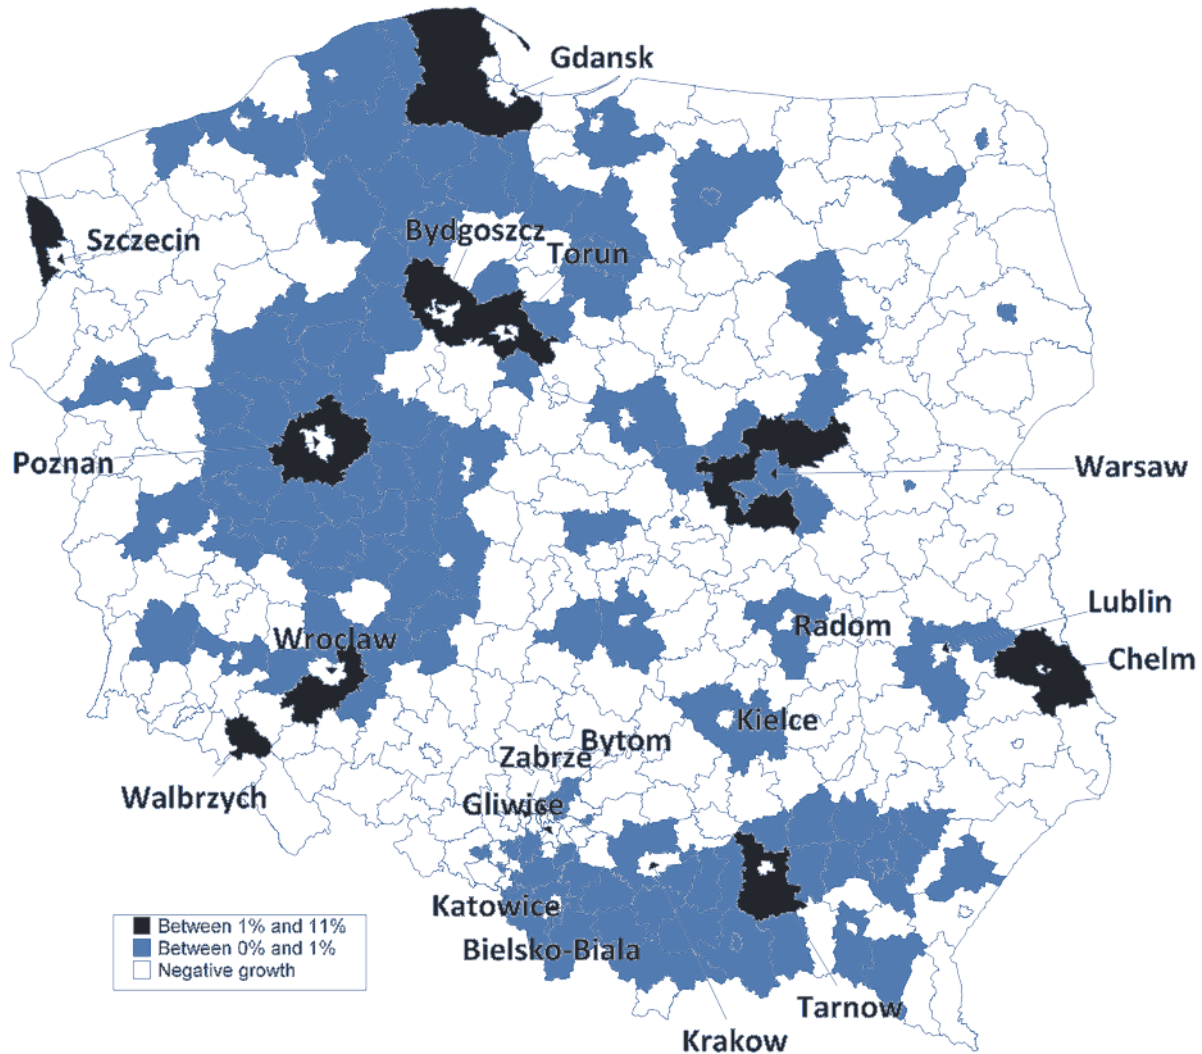 Gdansk
Bydgoszcz
Szczecin
Torun
Poznan
Warsaw
Lublin
Radom
Wroclaw
Chelm
Kielce
Bytom
Zabrze
Walbrzych
Gliwice
Katowice
Between 1% and 11%
Between 0% and 1%
Bielsko-Biala
Negative growth
Tarnow
Krakow